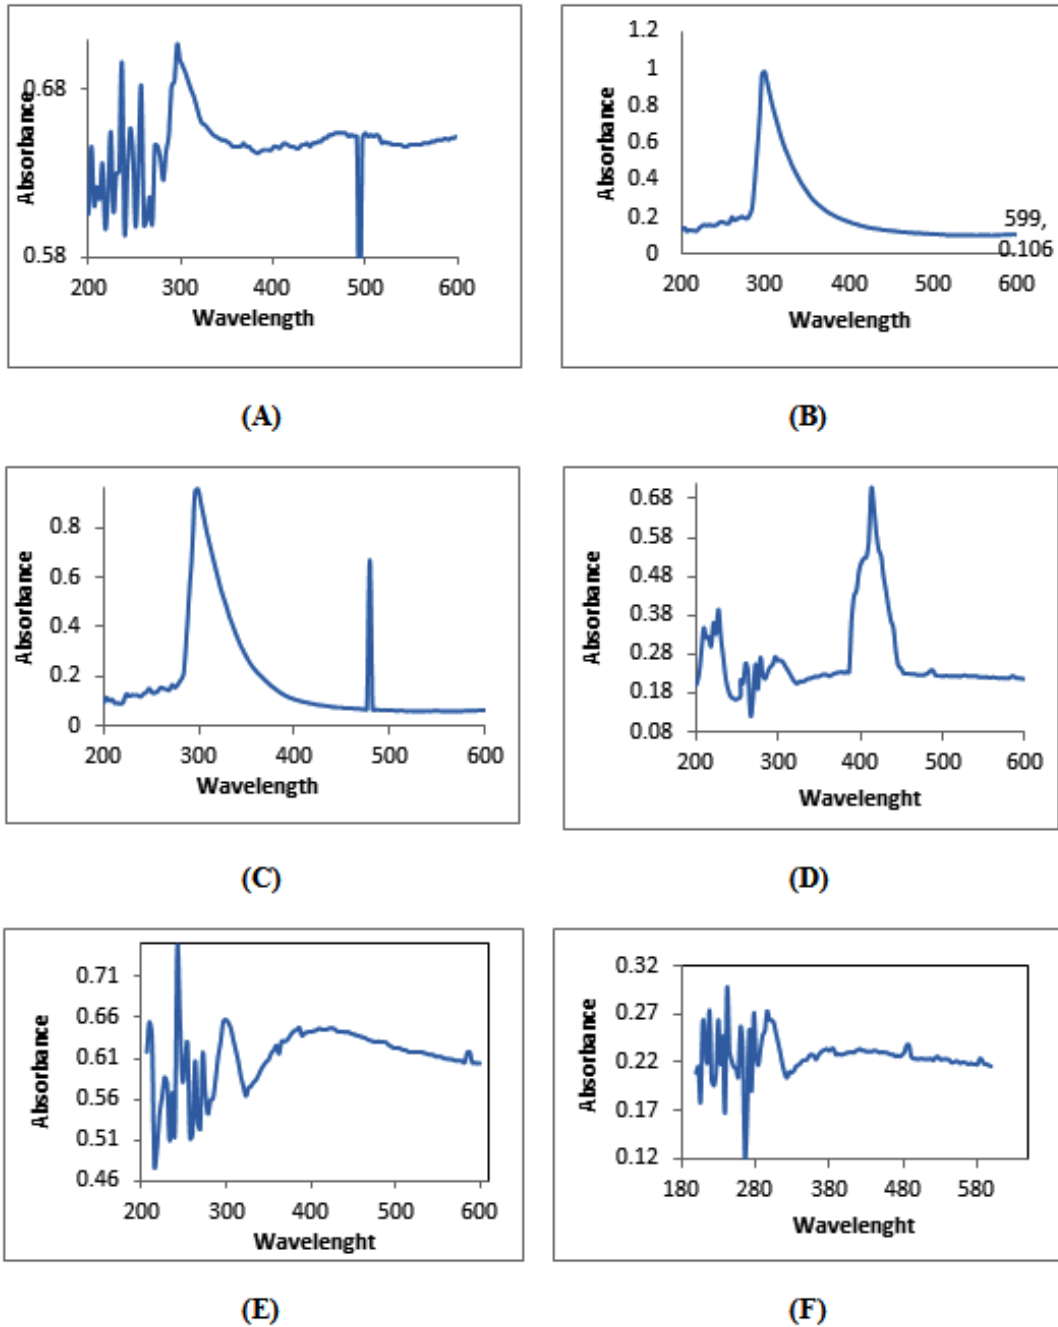 Absorbance
0.68
0.58
200 300 400 500 600
Wavelength
(A)
Absorbance
1.2
1
0.8
0.6
0.4
0.2
0
599,
0.106
200 300 400 500 600
Wavelength
(B)
Absorbance
0.8
0.6
0.4
0.2
0
200 300 400 500 600
Wavelength
(C)
Absorbance
0.68
0.58
0.48
0.38
0.28
0.18
0.08
200 300 400 500 600
Wavelenght
(D)
Absorbance
0.71
0.66
0.61
0.56
0.51
0.46
200 300 400 500 600
Wavelenght
(E)
Absorbance
0.32
0.27
0.22
0.17
0.12
180 280 380 480 580
Wavelenght
(F)